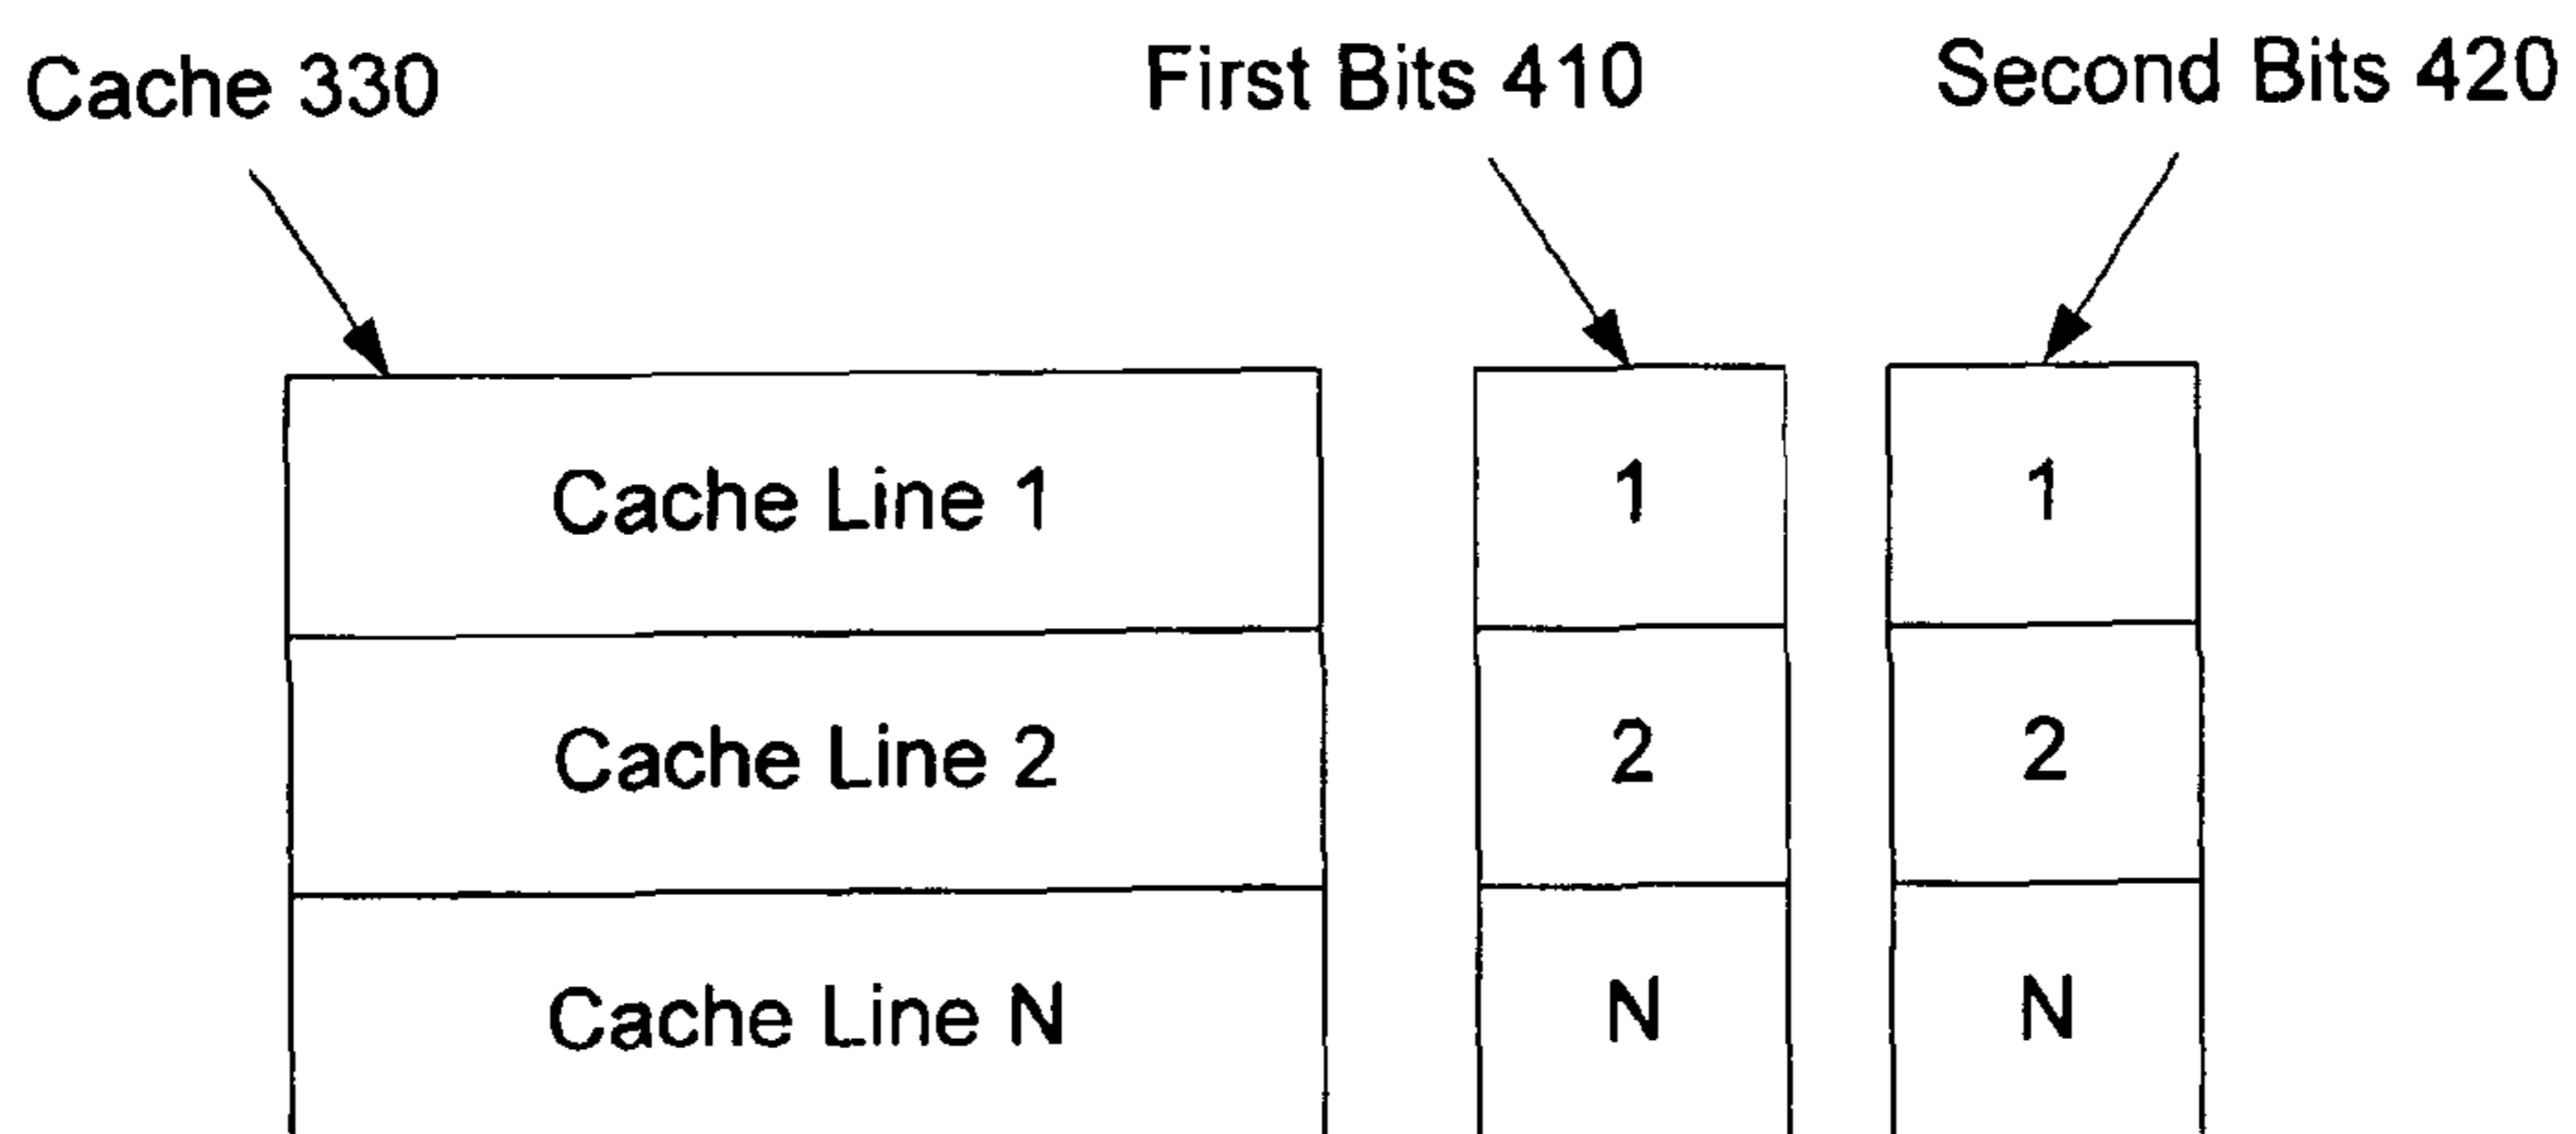 Cache 330 First Bits 410 Second Bits 420
Cache Line 1 1 1
Cache Line 2 2 2
Cache Line N N N